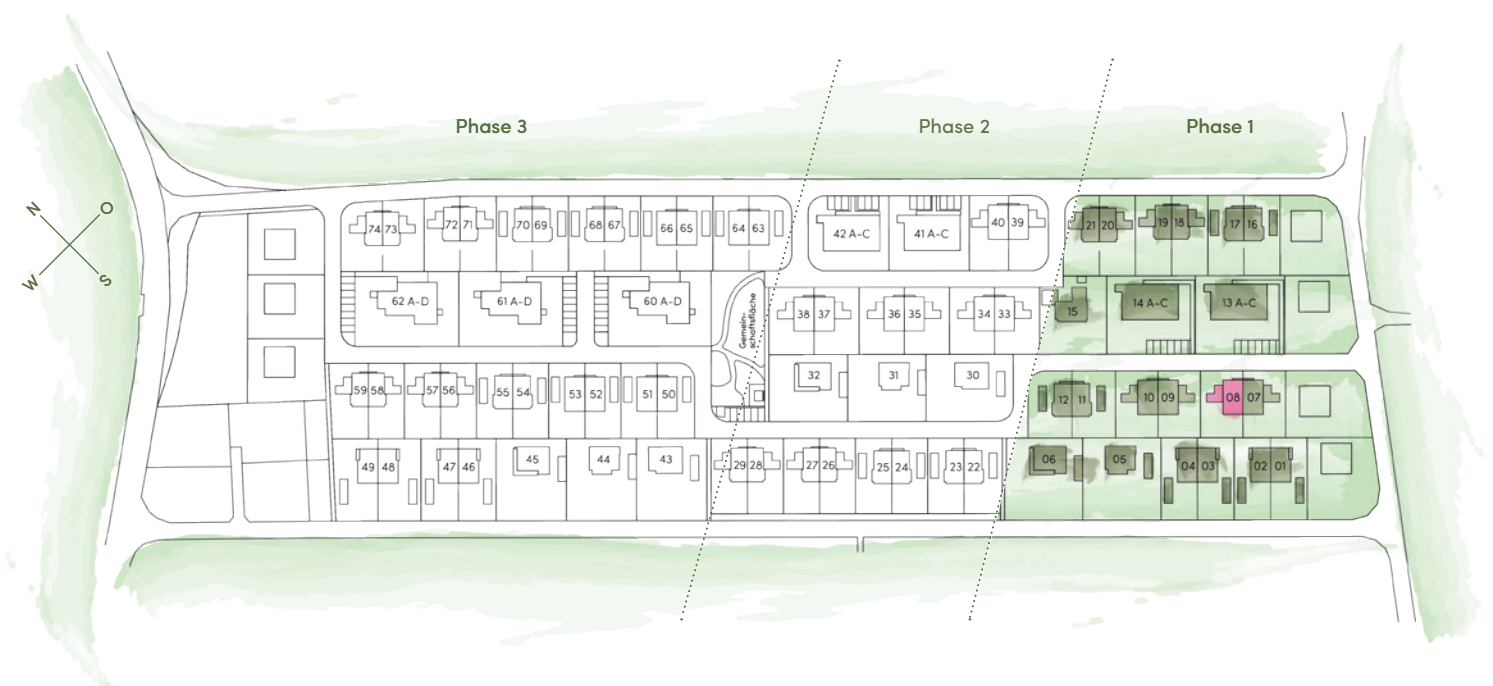 Phase 3
Phase 2
Phase 1
N
O
W
S
74 73
72 71
70 69
68 67
66 65
64 63
42 A-C
41 A-C
40 39
21 20
19 18
17 16
62 A-D
61 A-D
60 A-D
Gemein-
schaftsfläche
38 37
36 35
34 33
15
14 A-C
13 A-C
32
31
30
59 58
57 56
55 54
53 52
51 50
12 11
10 09
08 07
49 48
47 46
45
44
43
29 28
27 26
25 24
23 22
06
05
04 03
02 01